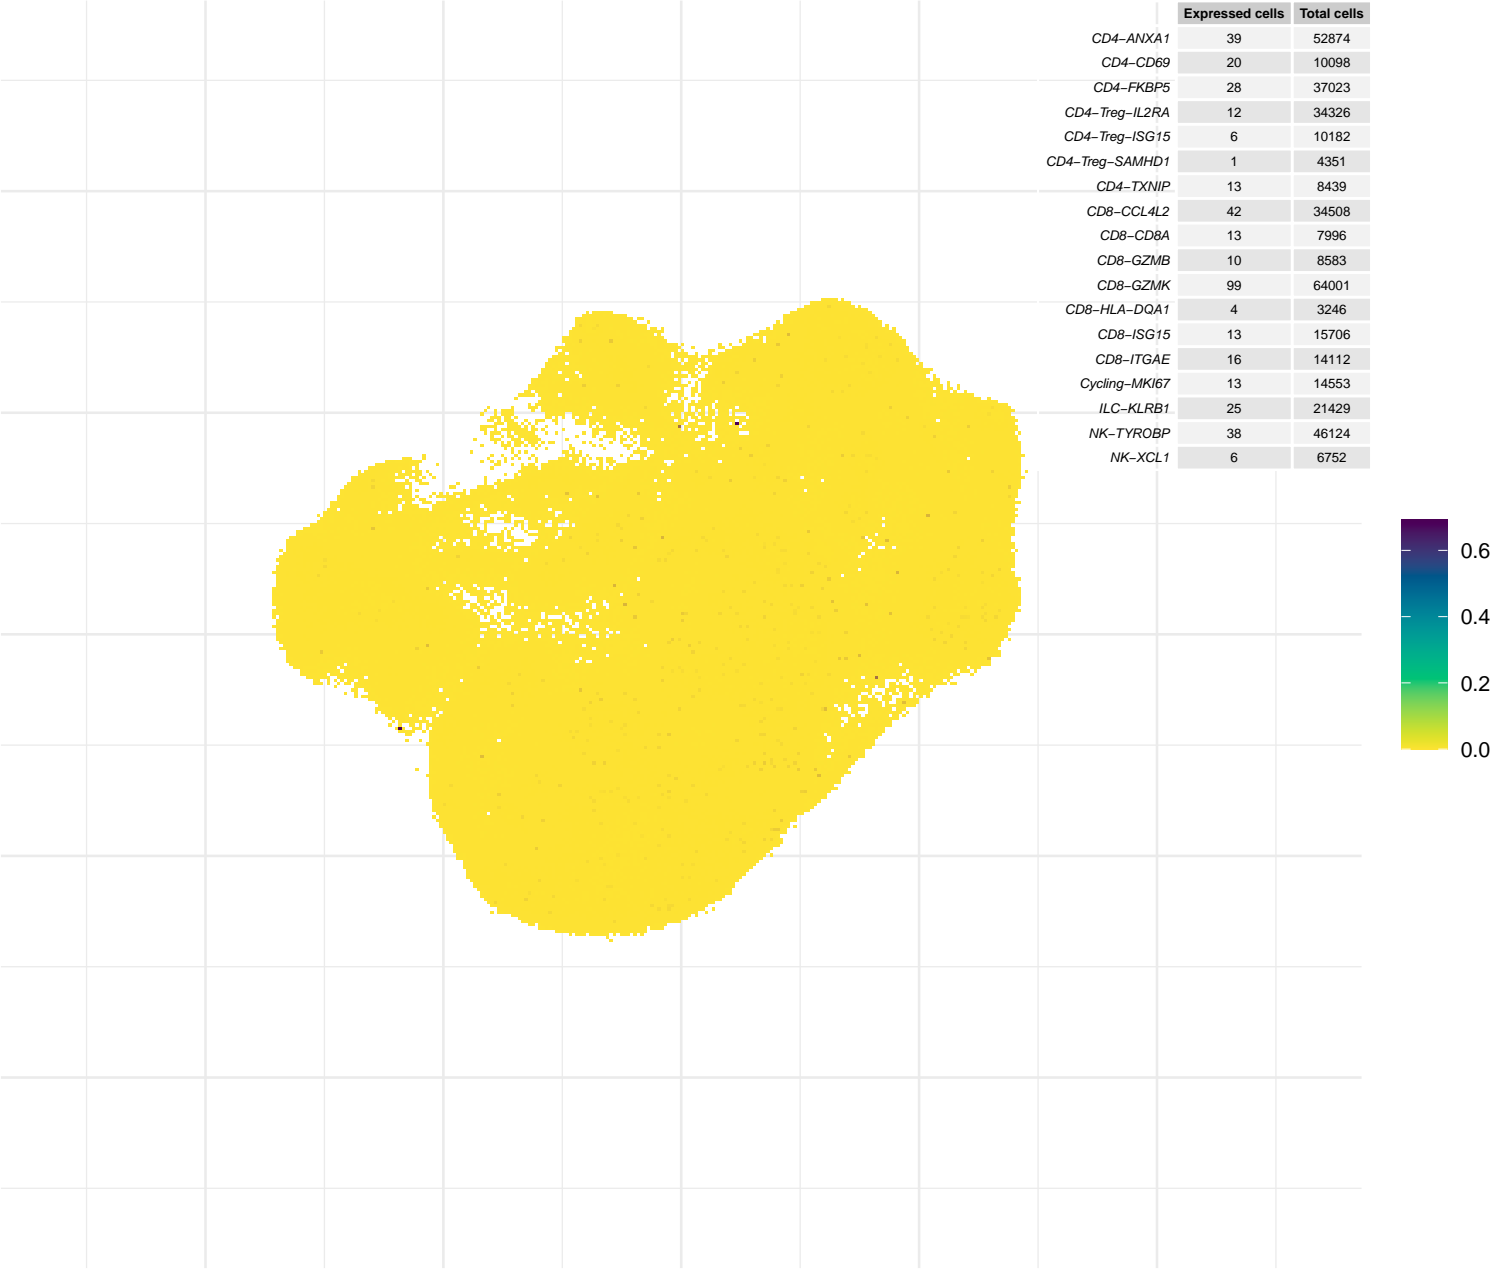 Expressed cells Total cells
CD4−ANXA1 39 52874
CD4−CD69 20 10098
CD4−FKBP5 28 37023
CD4−Treg−IL2RA 12 34326
CD4−Treg−ISG15 6 10182
CD4−Treg−SAMHD1 1 4351
CD4−TXNIP 13 8439
CD8−CCL4L2 42 34508
CD8−CD8A 13 7996
CD8−GZMB 10 8583
CD8−GZMK 99 64001
CD8−HLA−DQA1 4 3246
CD8−ISG15 13 15706
CD8−ITGAE 16 14112
Cycling−MKI67 13 14553
ILC−KLRB1 25 21429
NK−TYROBP 38 46124
NK−XCL1 6 6752
0.6
0.4
0.2
0.0